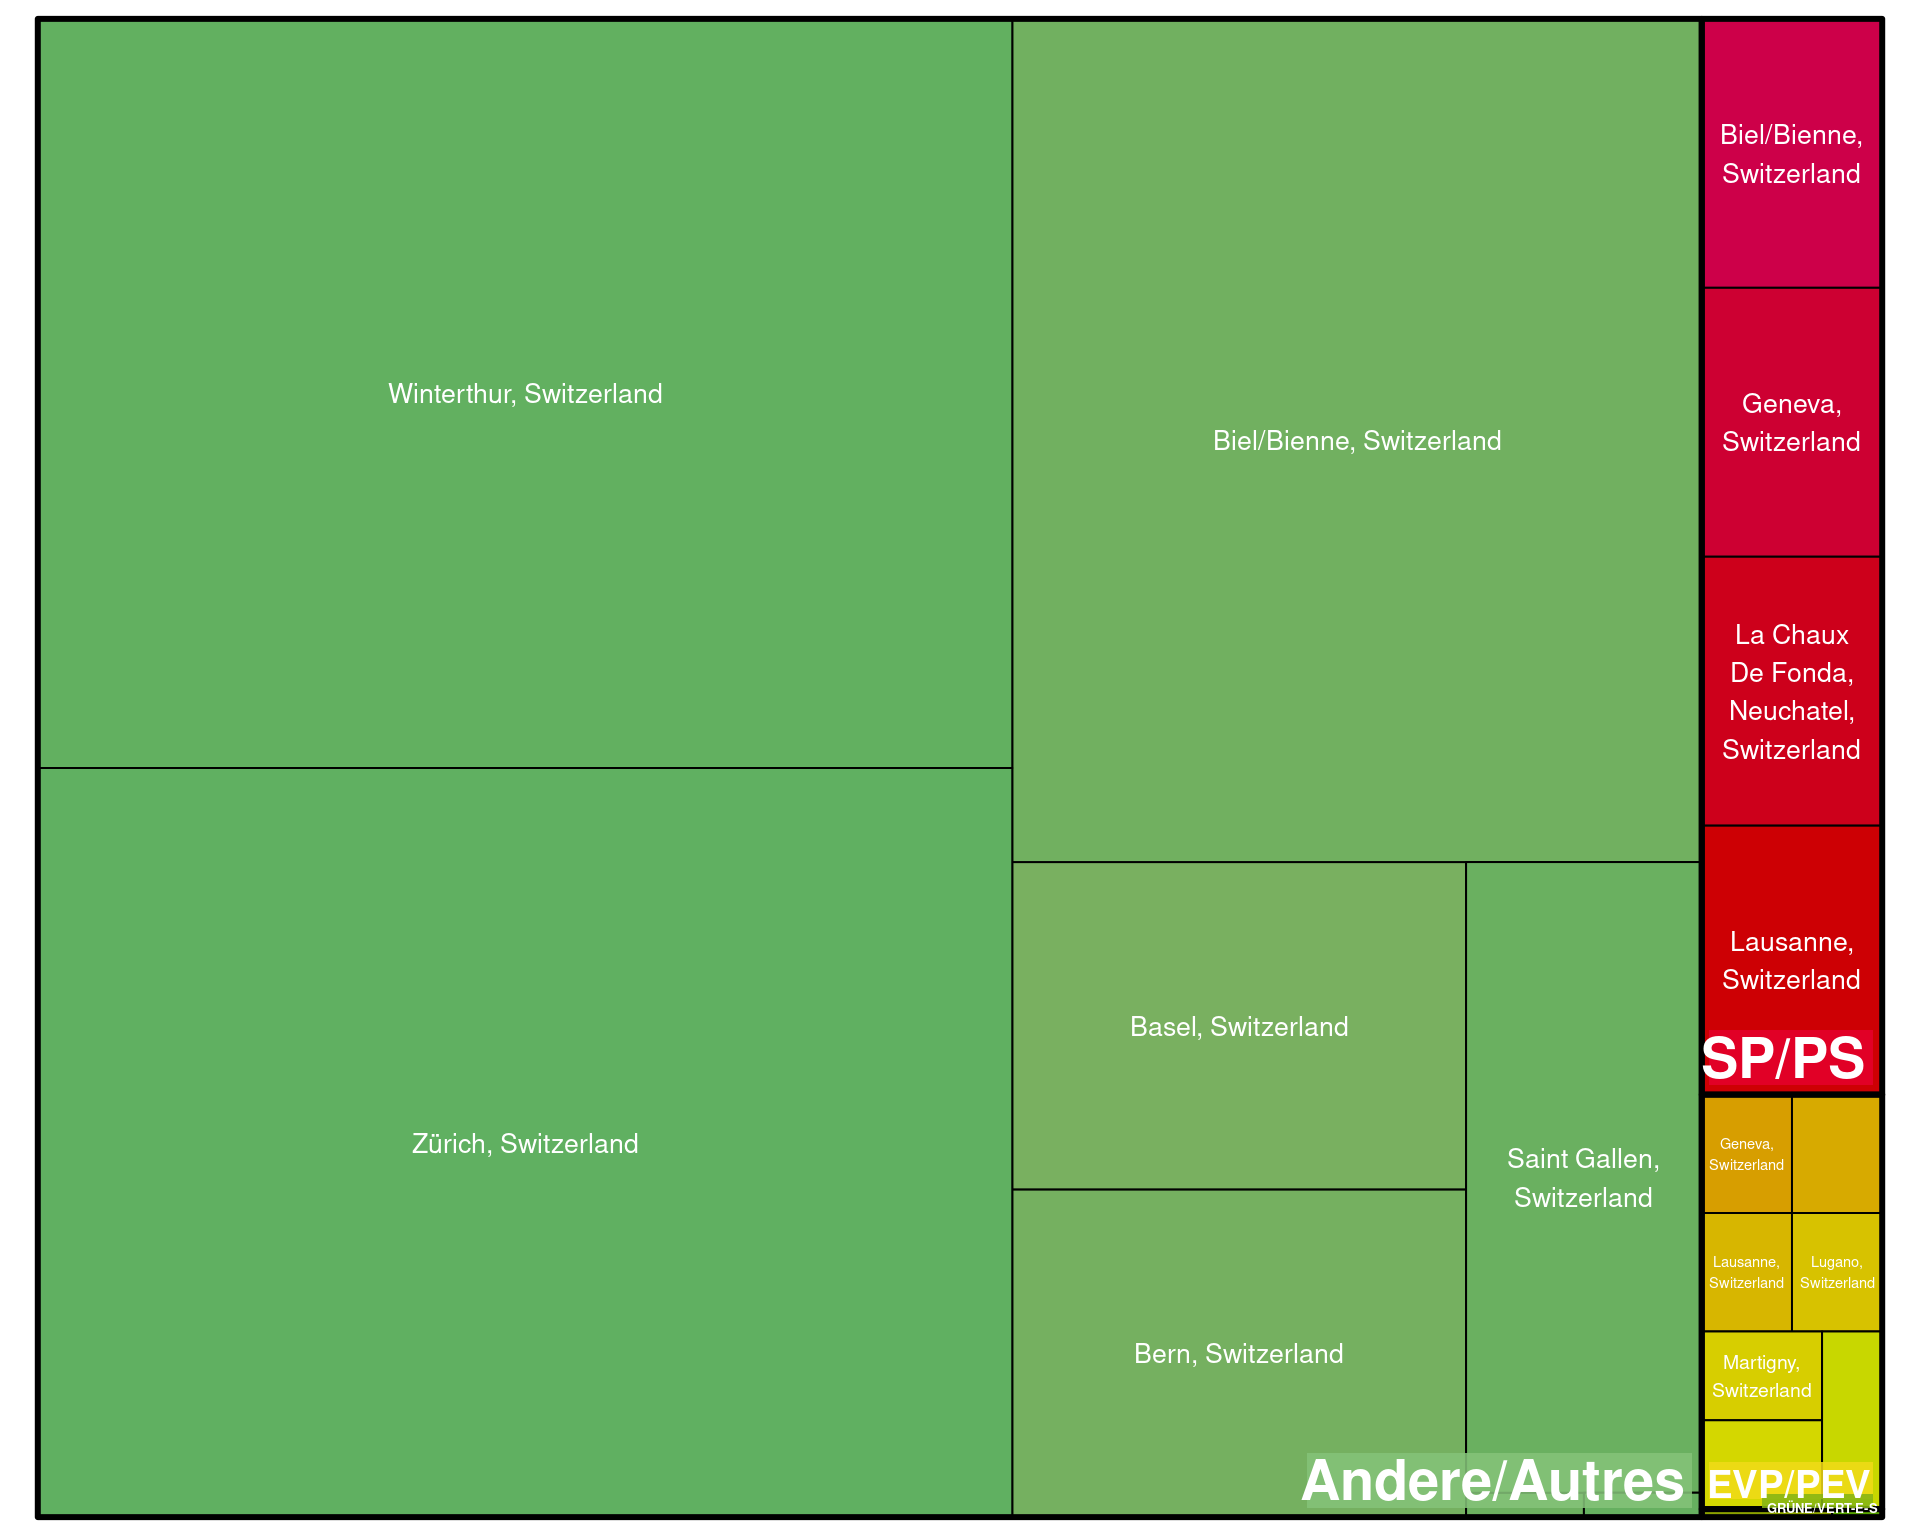 Winterthur, Switzerland
Zürich, Switzerland
Biel/Bienne, Switzerland
Basel, Switzerland
Bern, Switzerland
Saint Gallen,
Switzerland
Andere/Autres
Biel/Bienne,
Switzerland
Geneva,
Switzerland
La Chaux
De Fonda,
Neuchatel,
Switzerland
Lausanne,
Switzerland
SP/PS
Geneva,
Switzerland
Lausanne,
Switzerland
Lugano,
Switzerland
Martigny,
Switzerland
EVP/PEV
GRÜNE/VERT-E-S